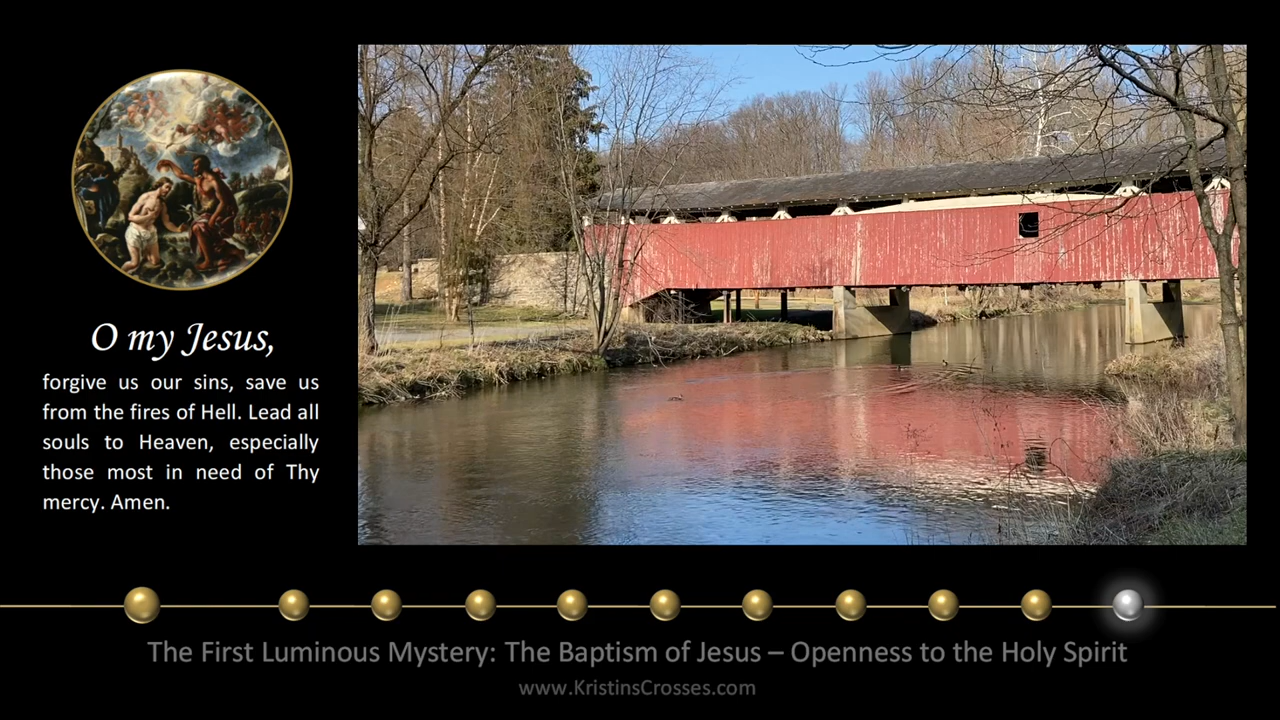 O my Jesus,
forgive us our sins, save us
from the fires of Hell. Lead all
souls to Heaven, especially
those most in need of Thy
mercy. Amen.
The First Luminous Mystery: The Baptism of Jesus – Openness to the Holy Spirit
www.KristinsCrosses.com